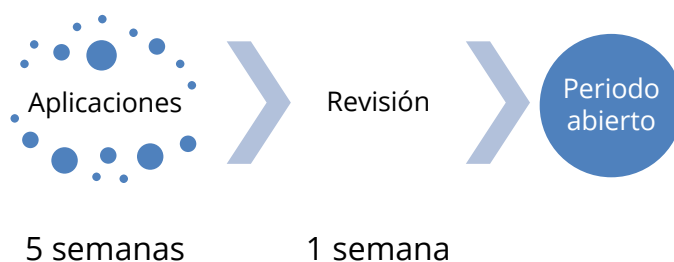 Aplicaciones
Revisión
Periodo
abierto
5 semanas
1 semana